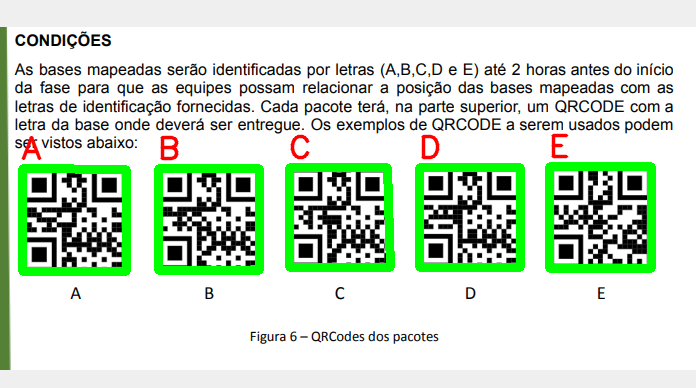 CONDIÇÕES
As bases mapeadas serão identificadas por letras (A,B,C,D e E) até 2 horas antes do início
da fase para que as equipes possam relacionar a posição das bases mapeadas com as
letras de identificação fornecidas. Cada pacote terá, na parte superior, um QRCODE com a
letra da base onde deverá ser entregue. Os exemplos de QRCODE a serem usados podem
ser vistos abaixo:
A B C D E
A B C D E
Figura 6 – QRCodes dos pacotes